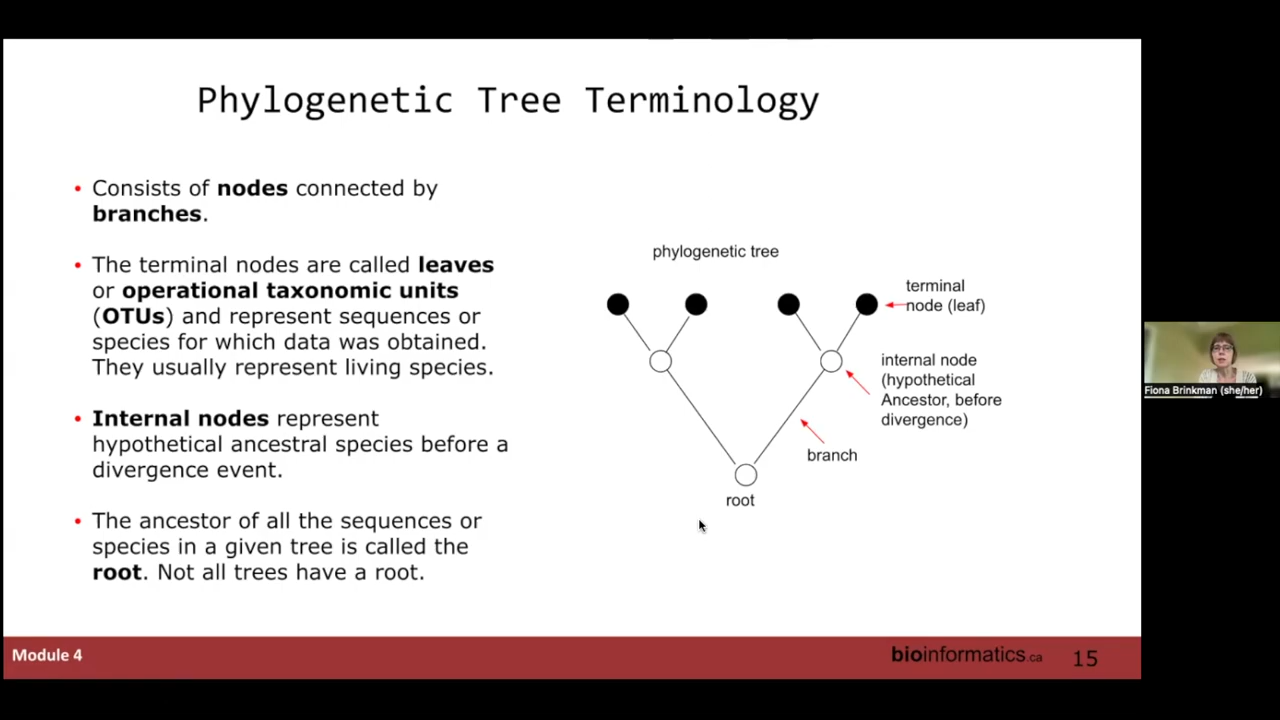 Phylogenetic Tree Terminology
• Consists of nodes connected by
branches.
• The terminal nodes are called leaves
or operational taxonomic units
(OTUs) and represent sequences or
species for which data was obtained.
They usually represent living species.
• Internal nodes represent
hypothetical ancestral species before a
divergence event.
• The ancestor of all the sequences or
species in a given tree is called the
root. Not all trees have a root.
phylogenetic tree
terminal
node (leaf)
internal node
(hypothetical
Ancestor, before
divergence)
branch
root
Fiona Brinkman (she/her)
Module 4
bioinformatics.ca
15